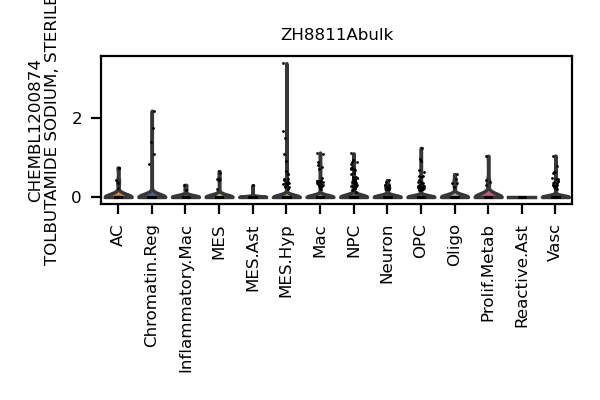 ZH8811Abulk
CHEMBL1200874
TOLBUTAMIDE SODIUM, STERILE
2
0
AC
Chromatin.Reg
Inflammatory.Mac
MES
MES.Ast
MES.Hyp
Mac
NPC
Neuron
OPC
Oligo
Prolif.Metab
Reactive.Ast
Vasc